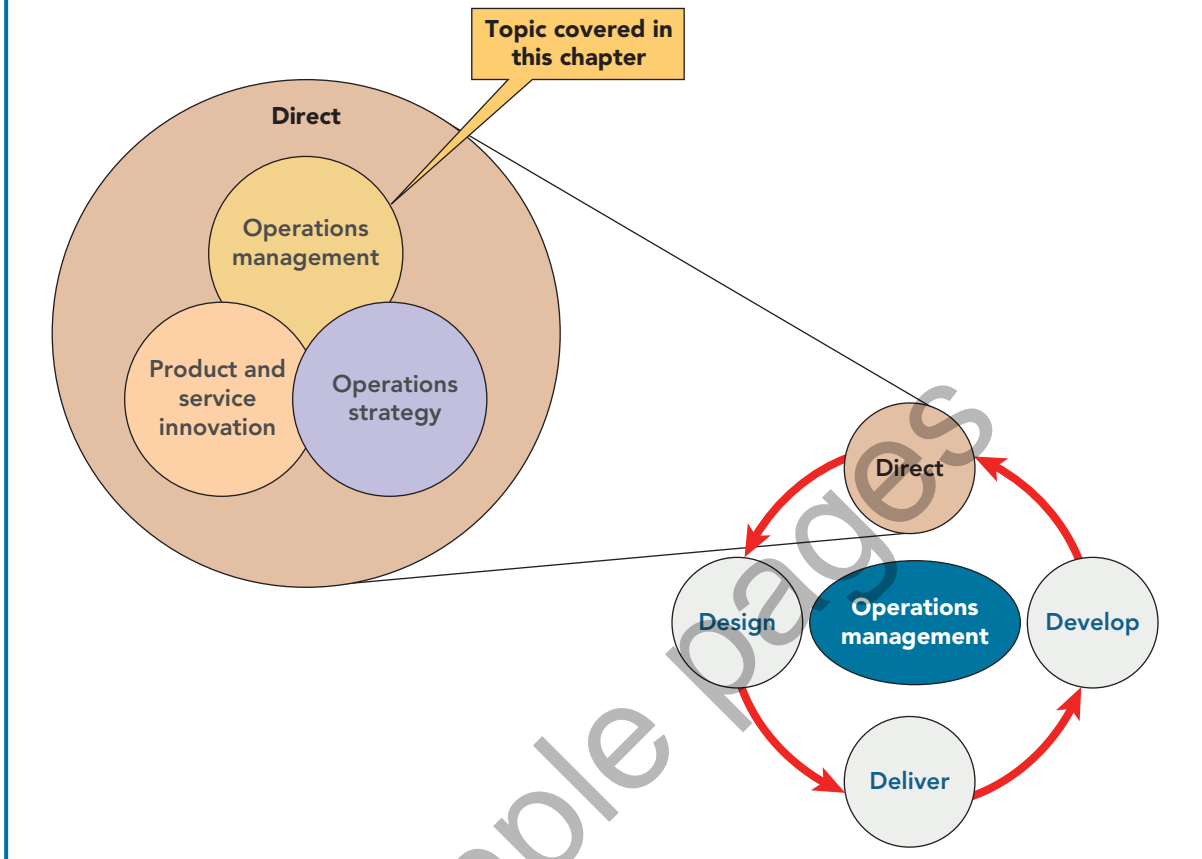 Topic covered in
this chapter
Direct
Operations
management
Product and
service
innovation
Operations
strategy
Direct
Design
Operations
management
Develop
Deliver
ple pages